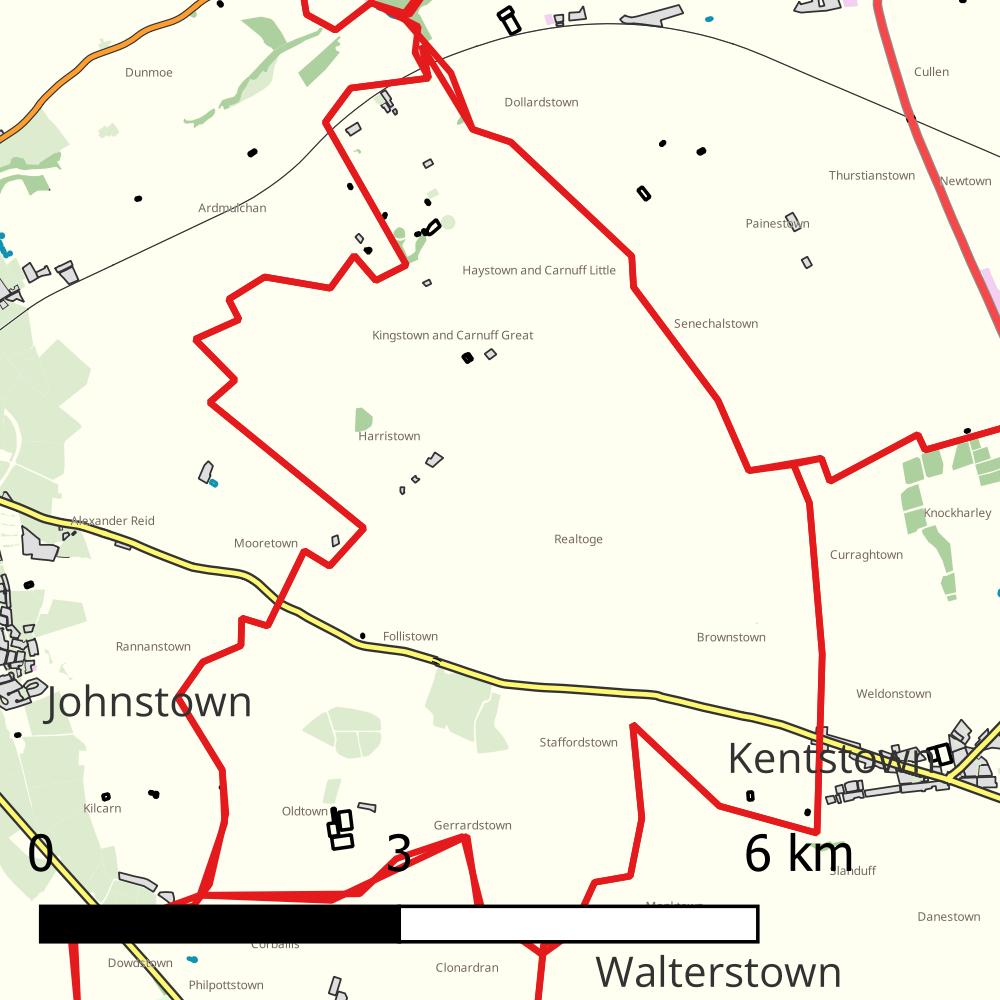 Dunmoe
Cullen
Dollardstown
Thurstianstown
Newtown
Ardmulchan
Painestown
Haystown and Carnuff Little
Senechalstown
Kingstown and Carnuff Great
Harristown
Knockharley
Alexander Reid
Realtoge
Mooretown
Curraghtown
Follistown
Brownstown
Rannanstown
Weldonstown
Johnstown
Staffordstown
Kentstown
Kilcarn
Oldtown
Gerrardstown
0 3 6 km
Slanduff
Danestown
Corballis
Dowdstown
Clonardran
Walterstown
Philpottstown